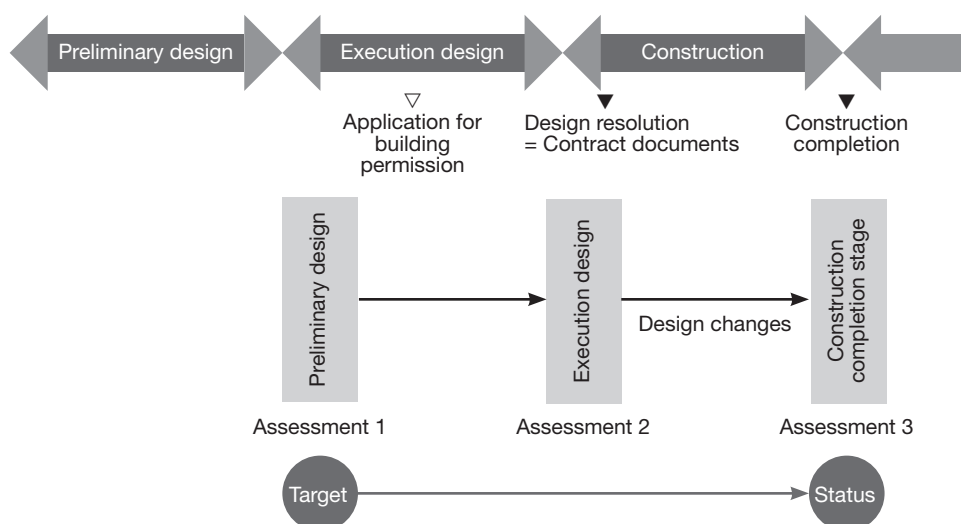 Preliminary design
Execution design
Construction
Application for
building
permission
Design resolution
= Contract documents
Construction
completion
Preliminary design
Execution design
Design changes
Construction
completion stage
Assessment 1
Assessment 2
Assessment 3
Target
Status